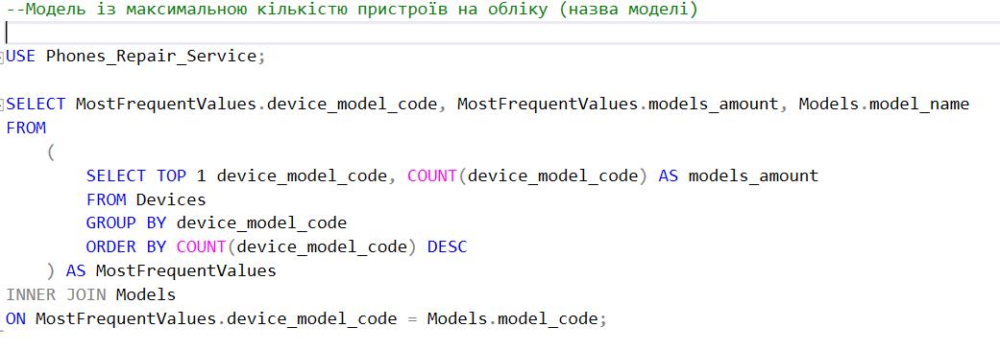 --Модель із максимальною кількістю пристроїв на обліку (назва моделі)
USE Phones_Repair_Service;
SELECT MostFrequentValues.device_model_code, MostFrequentValues.models_amount, Models.model_name
FROM
(
SELECT TOP 1 device_model_code, COUNT(device_model_code) AS models_amount
FROM Devices
GROUP BY device_model_code
ORDER BY COUNT(device_model_code) DESC
) AS MostFrequentValues
INNER JOIN Models
ON MostFrequentValues.device_model_code = Models.model_code;